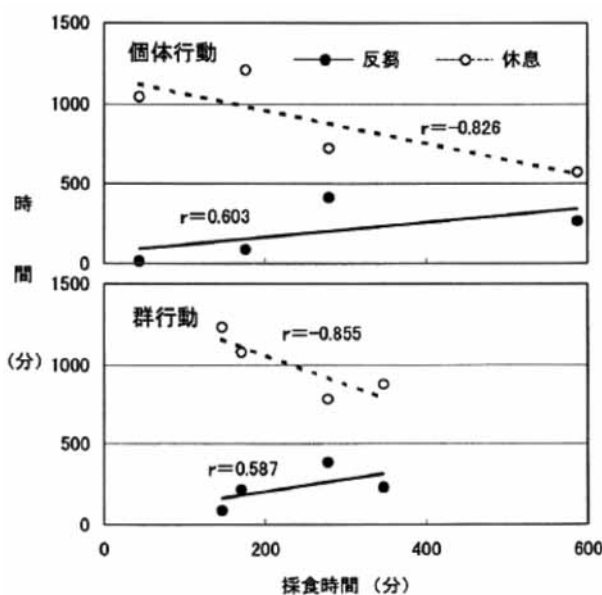 1500
個体行動
反芻
休息
1000
r=-0.826
時
500
r=0.603
間
0
1500
群行動
r=-0.855
(分)
1000
500
r=0.587
0
0
200
400
600
採食時間 (分)